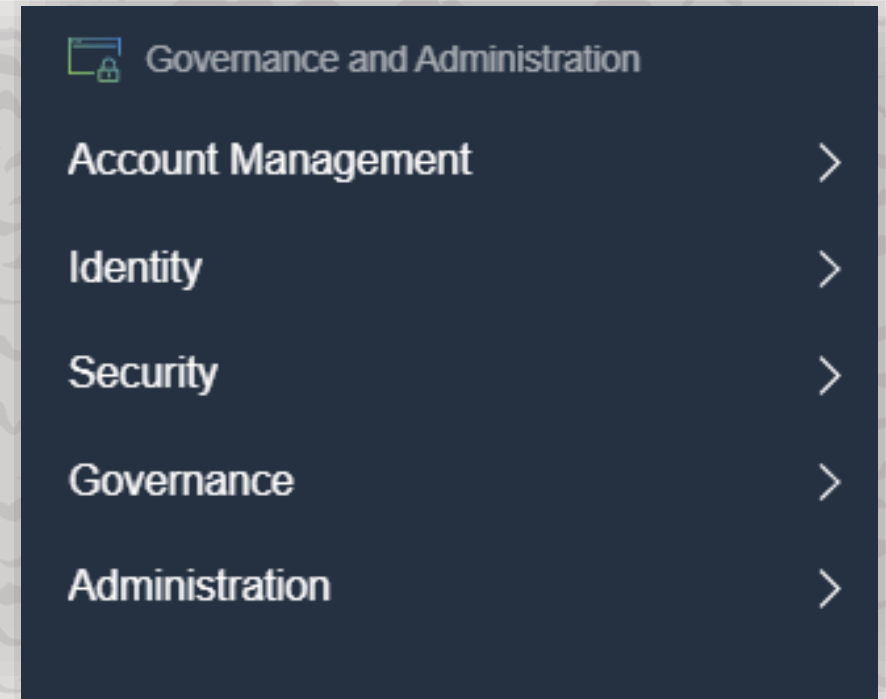 Governance and Administration
Account Management
Identity
Security
Governance
Administration